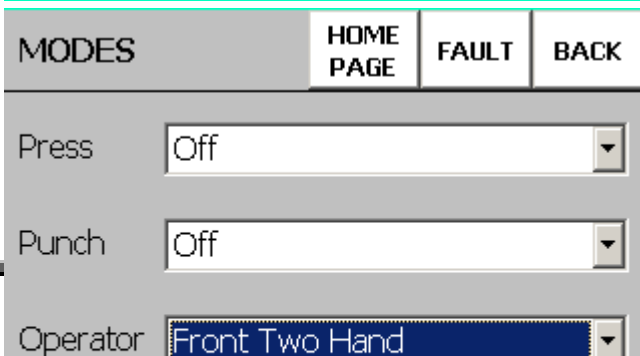 MODES
HOME PAGE
FAULT
BACK
Press Off
Punch Off
Operator Front Two Hand